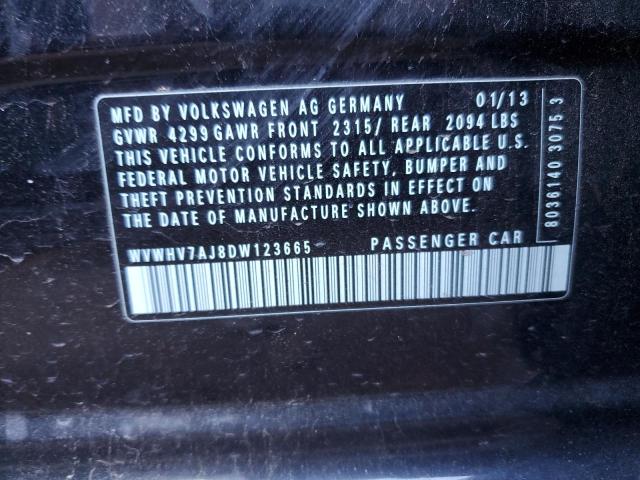 MFD BY VOLKSWAGEN AG GERMANY 01/13
GVWR 4299 GAWR FRONT 2315/ REAR 2094 LBS
THIS VEHICLE CONFORMS TO ALL APPLICABLE U.S.
FEDERAL MOTOR VEHICLE SAFETY, BUMPER AND
THEFT PREVENTION STANDARDS IN EFFECT ON
THE DATE OF MANUFACTURE SHOWN ABOVE.
WVWHV7AJ8DW123665 PASSENGER CAR
8036140 3075 3